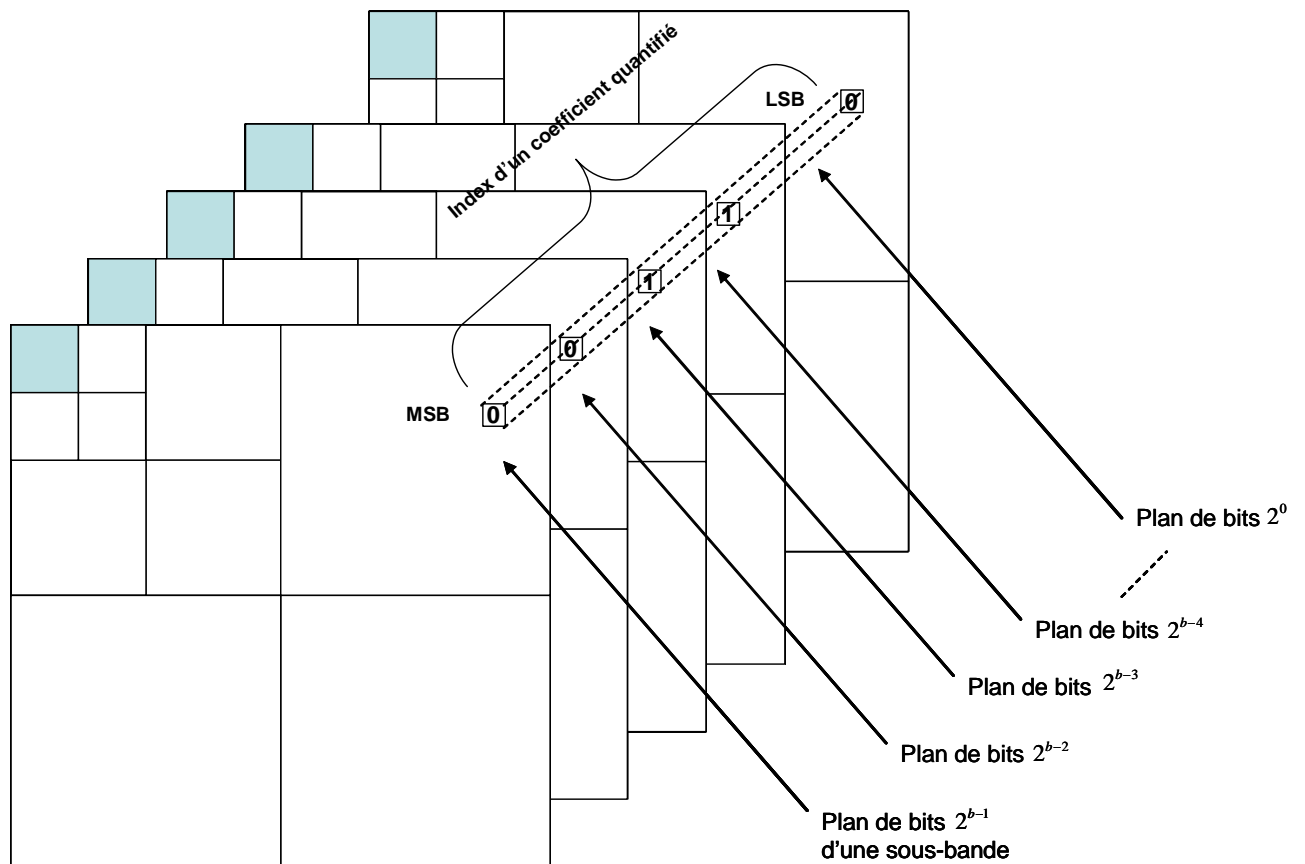 Index d'un coefficient quantifié
LSB
0
1
1
0
MSB
0
Plan de bits 2^0
Plan de bits 2^{b-4}
Plan de bits 2^{b-3}
Plan de bits 2^{b-2}
Plan de bits 2^{b-1}
d'une sous-bande